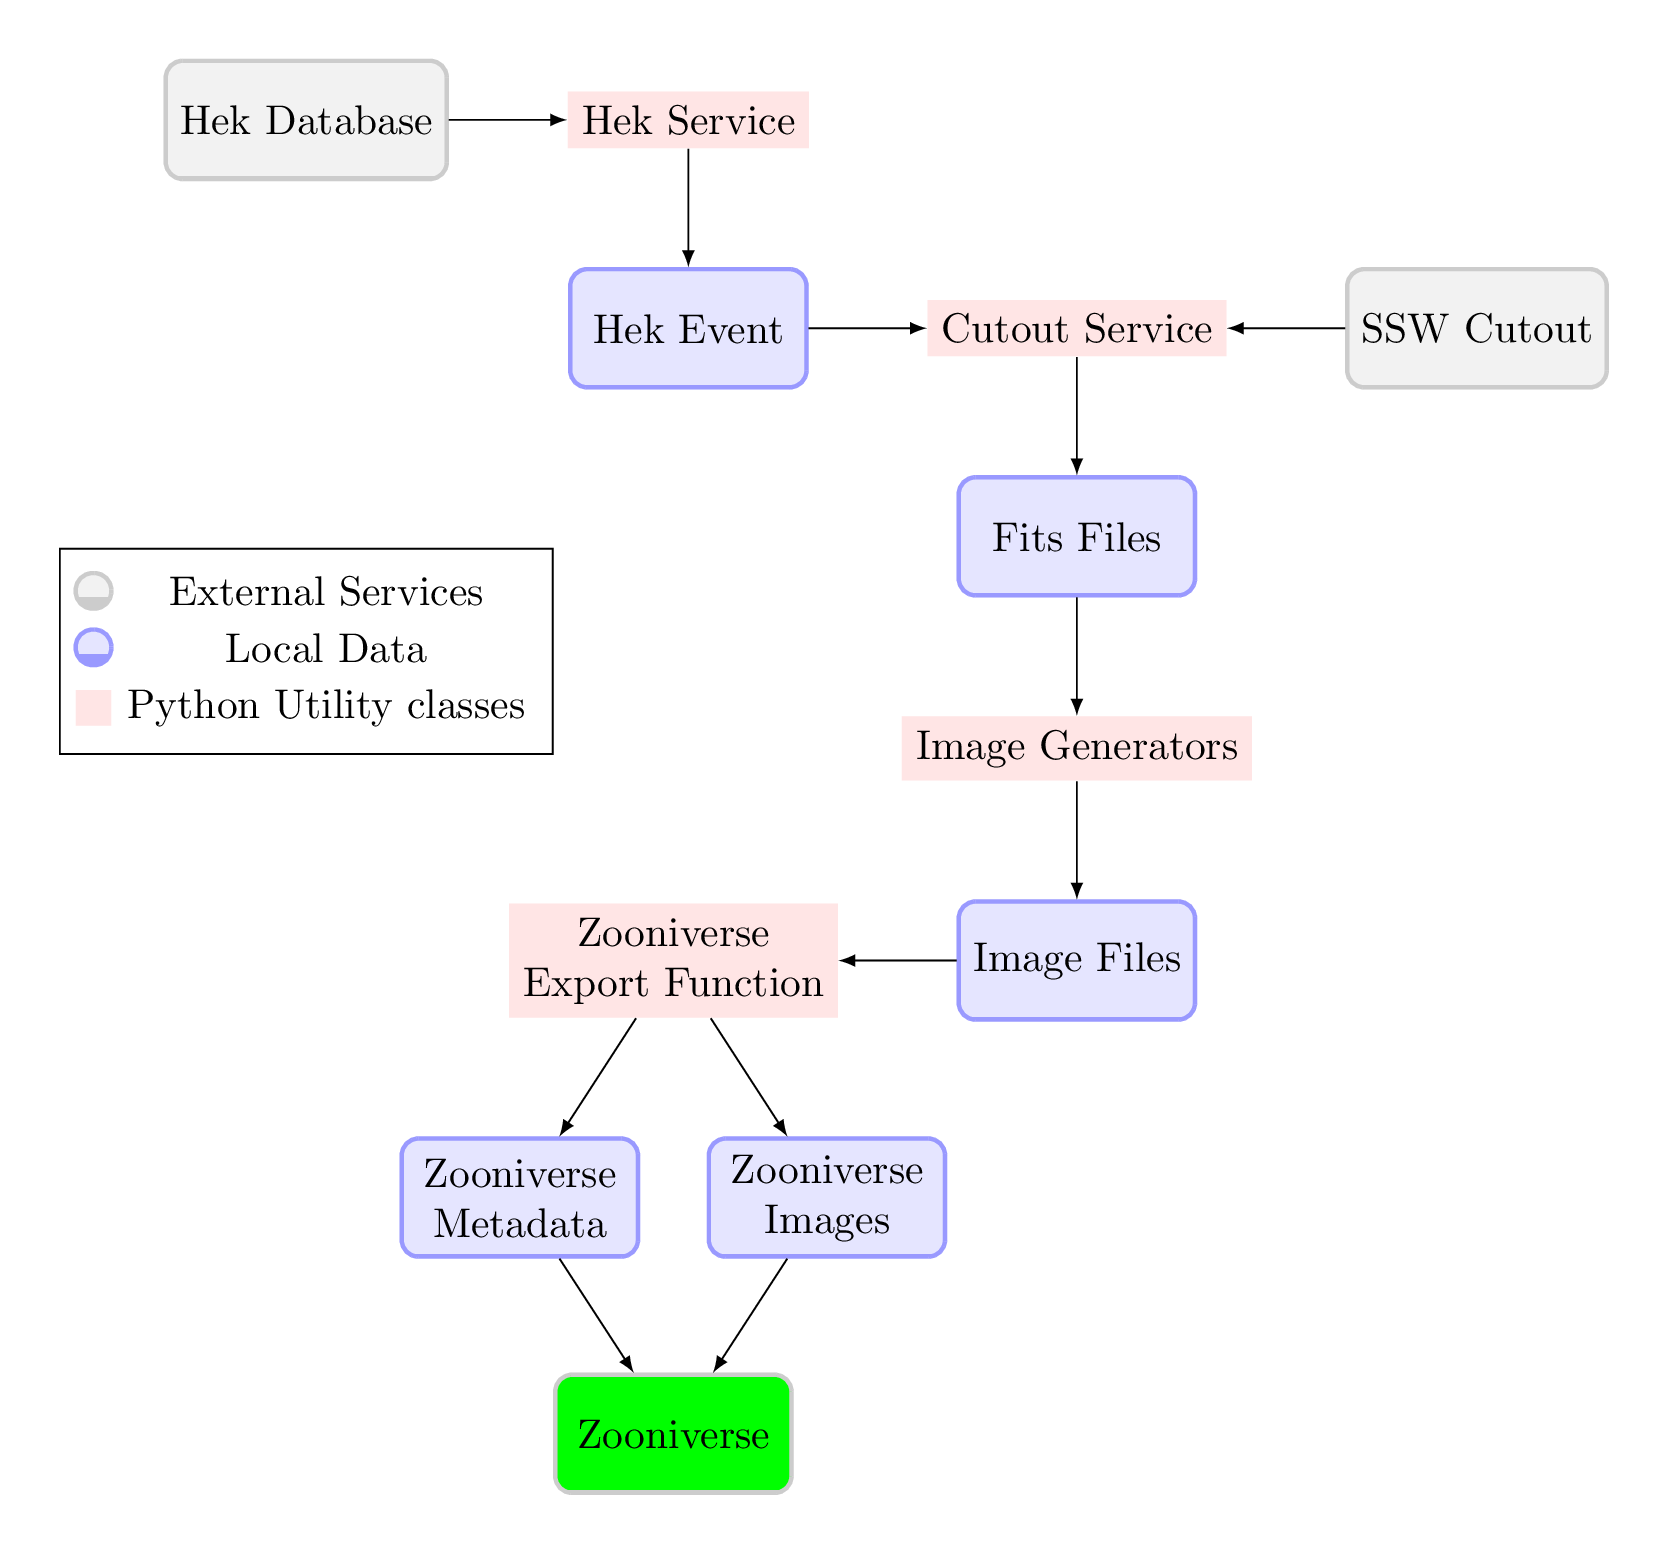 Hek Database
Hek Service
Hek Event
Cutout Service
SSW Cutout
Fits Files
External Services
Local Data
Python Utility classes
Image Generators
Zooniverse
Export Function
Image Files
Zooniverse
Metadata
Zooniverse
Images
Zooniverse